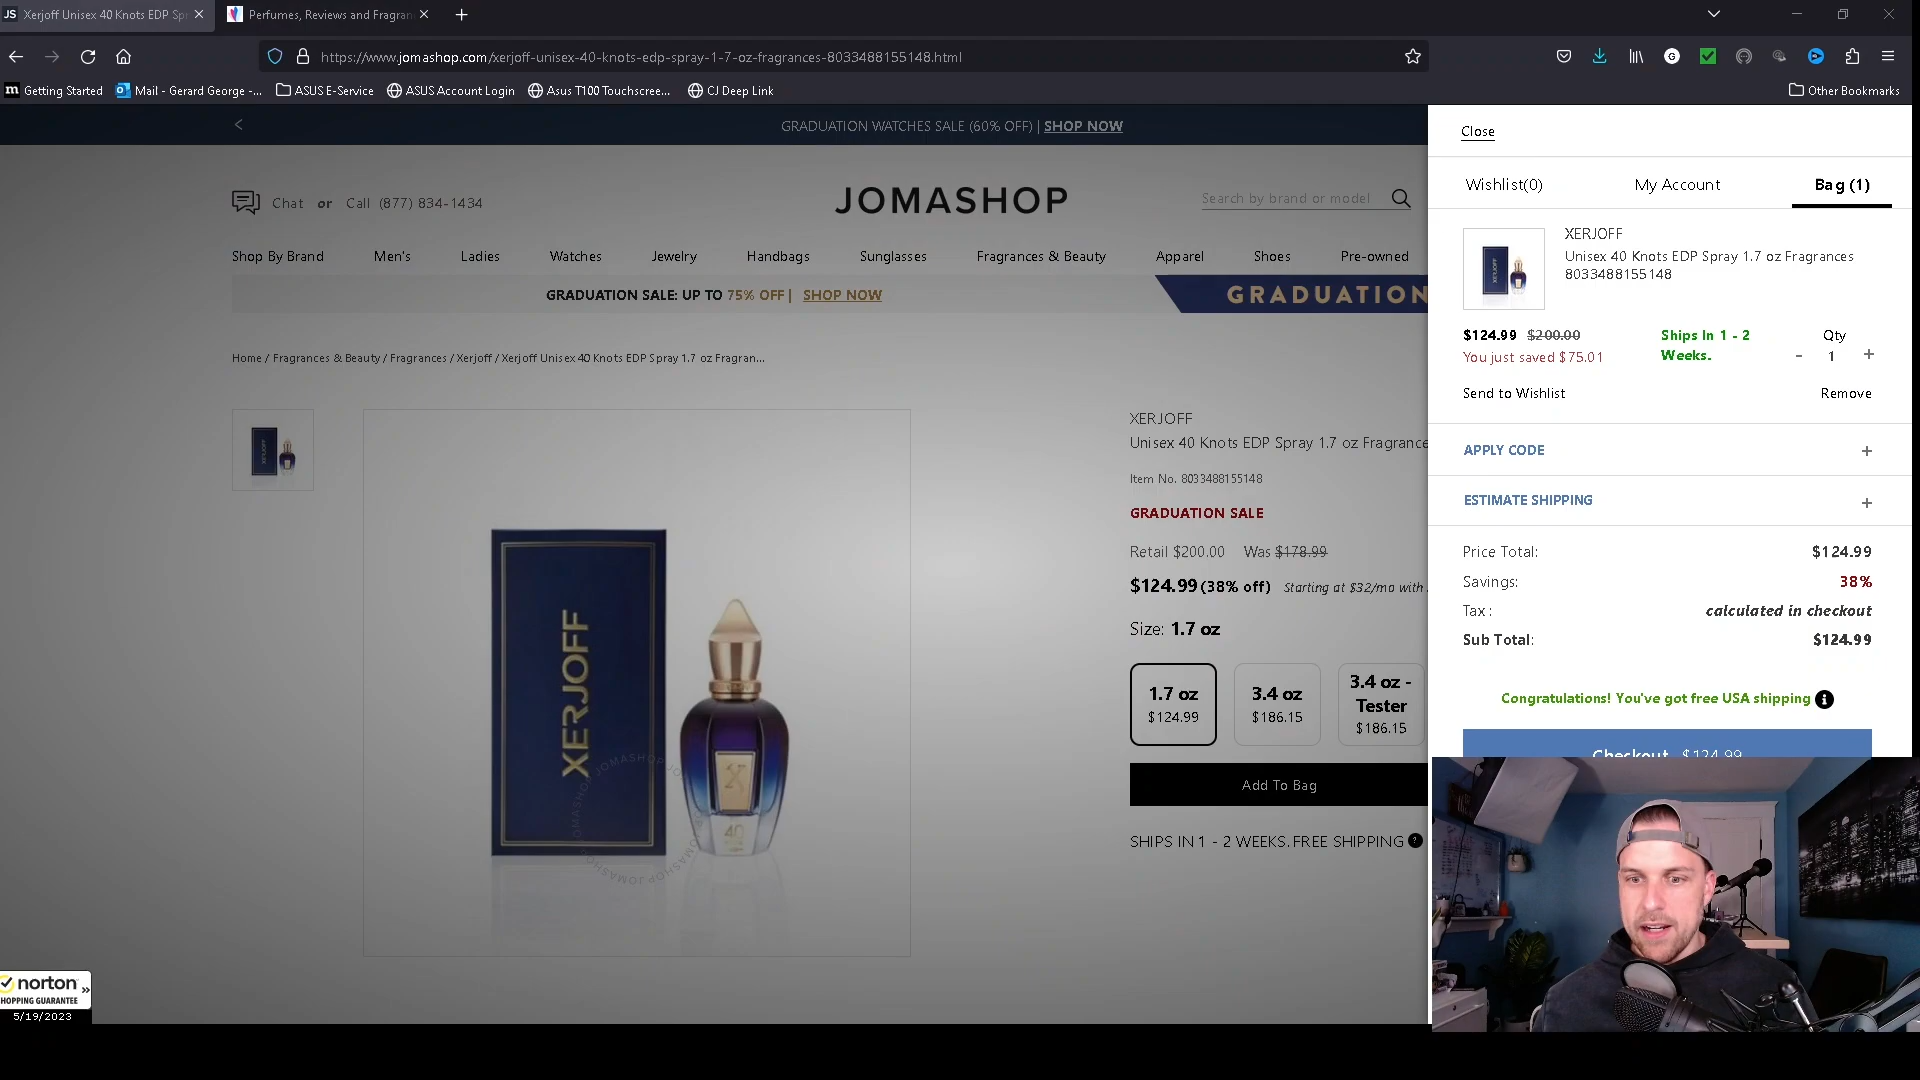 JS Xerjoff Unisex 40 Knots EDP Sp
Perfumes, Reviews and Fragran
https://www.jomashop.com/xerjoff-unisex-40-knots-edp-spray-1-7-oz-fragrances-8033488155148.html
Getting Started
Mail - Gerard George -...
ASUS E-Service
ASUS Account Login
Asus T100 Touchscree...
CJ Deep Link
Other Bookmarks
GRADUATION WATCHES SALE (60% OFF) | SHOP NOW
Chat or Call (877) 834-1434
JOMASHOP
Search by brand or model
Shop By Brand
Men's
Ladies
Watches
Jewelry
Handbags
Sunglasses
Fragrances & Beauty
Apparel
Shoes
Pre-owned
GRADUATION SALE: UP TO 75% OFF | SHOP NOW
GRADUATION
Home / Fragrances & Beauty / Fragrances / Xerjoff / Xerjoff Unisex 40 Knots EDP Spray 1.7 oz Fragran...
XERJOFF
40
JOMASHOP JOMASHOP JOMASHOP
XERJOFF
Unisex 40 Knots EDP Spray 1.7 oz Fragrance
Item No. 8033488155148
GRADUATION SALE
Retail $200.00 Was $178.99
$124.99 (38% off) Starting at $32/mo with
Size: 1.7 oz
1.7 oz
$124.99
3.4 oz
$186.15
3.4 oz -
Tester
$186.15
Add To Bag
SHIPS IN 1 - 2 WEEKS. FREE SHIPPING
Close
Wishlist(0)
My Account
Bag (1)
XERJOFF
XERJOFF
Unisex 40 Knots EDP Spray 1.7 oz Fragrances
8033488155148
$124.99 $200.00
You just saved $75.01
Ships In 1 - 2
Weeks.
Qty
- 1 +
Send to Wishlist
Remove
APPLY CODE +
ESTIMATE SHIPPING +
Price Total: $124.99
Savings: 38%
Tax : calculated in checkout
Sub Total: $124.99
Congratulations! You've got free USA shipping
Checkout $124.99
norton
SHOPPING GUARANTEE
5/19/2023